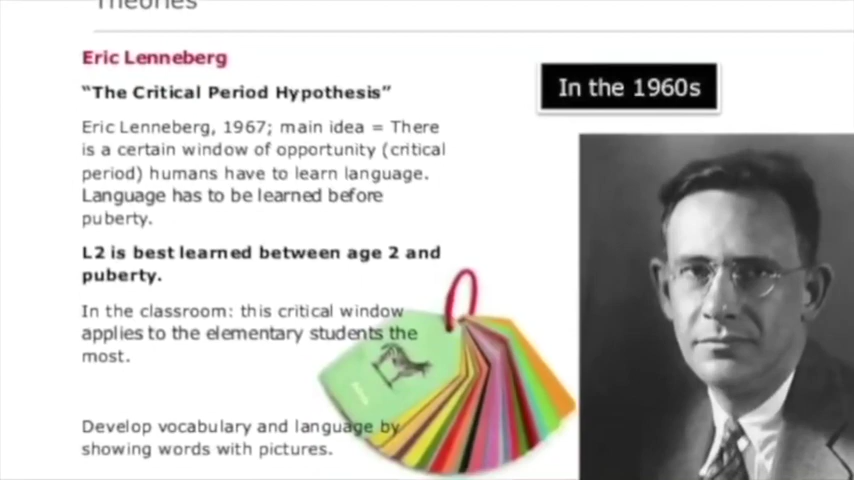 Theories
Eric Lenneberg
“The Critical Period Hypothesis”
In the 1960s
Eric Lenneberg, 1967; main idea = There
is a certain window of opportunity (critical
period) humans have to learn language.
Language has to be learned before
puberty.
L2 is best learned between age 2 and
puberty.
In the classroom: this critical window
applies to the elementary students the
most.
Develop vocabulary and language by
showing words with pictures.